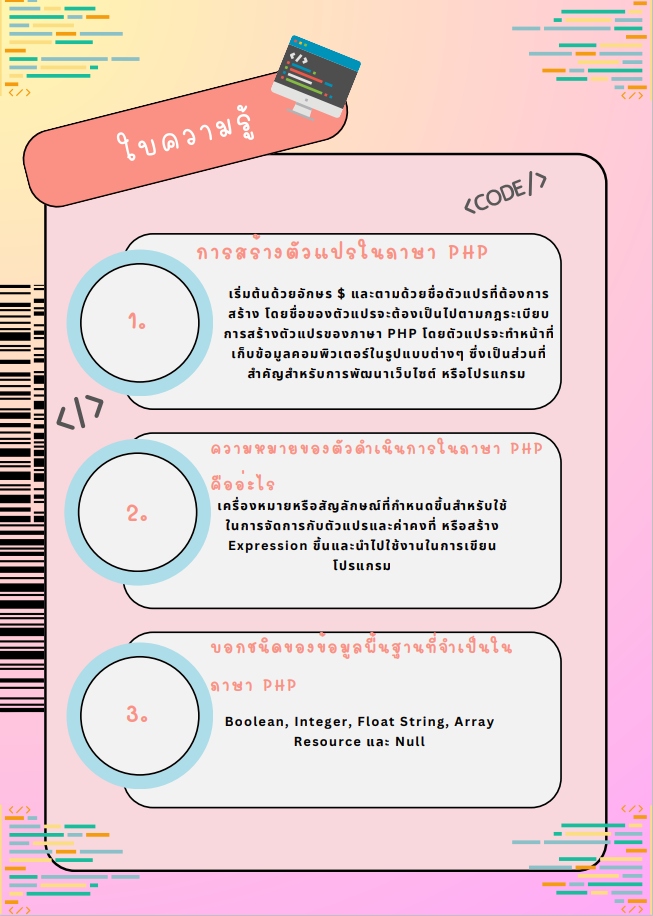 </>
</>
ใบความรู้
</>
<CODE/>
การสร้างตัวแปรในภาษา PHP
1.
เริ่มต้นด้วยอักษร $ และตามด้วยชื่อตัวแปรที่ต้องการ
สร้าง โดยชื่อของตัวแปรจะต้องเป็นไปตามกฎระเบียบ
การสร้างตัวแปรของภาษา PHP โดยตัวแปรจะทำหน้าที่
เก็บข้อมูลคอมพิวเตอร์ในรูปแบบต่างๆ ซึ่งเป็นส่วนที่
สำคัญสำหรับการพัฒนาเว็บไซต์ หรือโปรแกรม
</>
ความหมายของตัวดำเนินการในภาษา PHP
คืออะไร
2.
เครื่องหมายหรือสัญลักษณ์ที่กำหนดขึ้นสำหรับใช้
ในการจัดการกับตัวแปรและค่าคงที่ หรือสร้าง
Expression ขึ้นและนำไปใช้งานในการเขียน
โปรแกรม
บอกชนิดของข้อมูลพื้นฐานที่จำเป็นใน
ภาษา PHP
3.
Boolean, Integer, Float String, Array
Resource และ Null
</>
</>
</>
</>